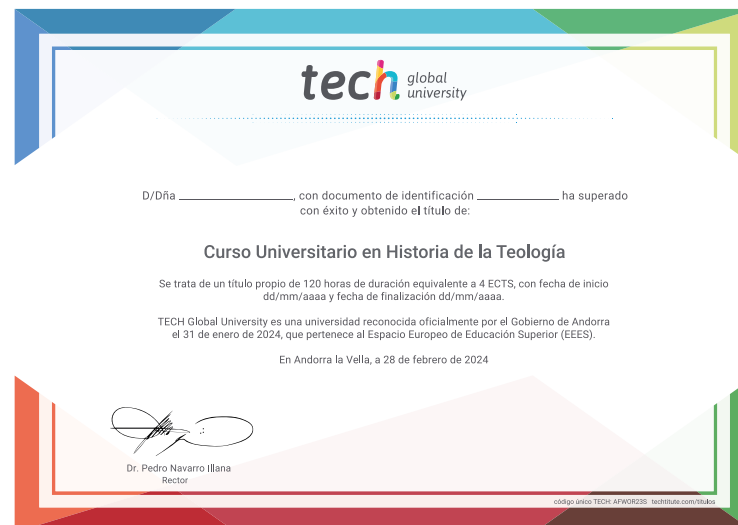 tech global
university
D/Dña ______________, con documento de identificación ______________ ha superado
con éxito y obtenido el título de:
Curso Universitario en Historia de la Teología
Se trata de un título propio de 120 horas de duración equivalente a 4 ECTS, con fecha de inicio
dd/mm/aaaa y fecha de finalización dd/mm/aaaa.
TECH Global University es una universidad reconocida oficialmente por el Gobierno de Andorra
el 31 de enero de 2024, que pertenece al Espacio Europeo de Educación Superior (EEES).
En Andorra la Vella, a 28 de febrero de 2024
Dr. Pedro Navarro Illana
Rector
código único TECH: AFWOR23S techtitute.com/titulos